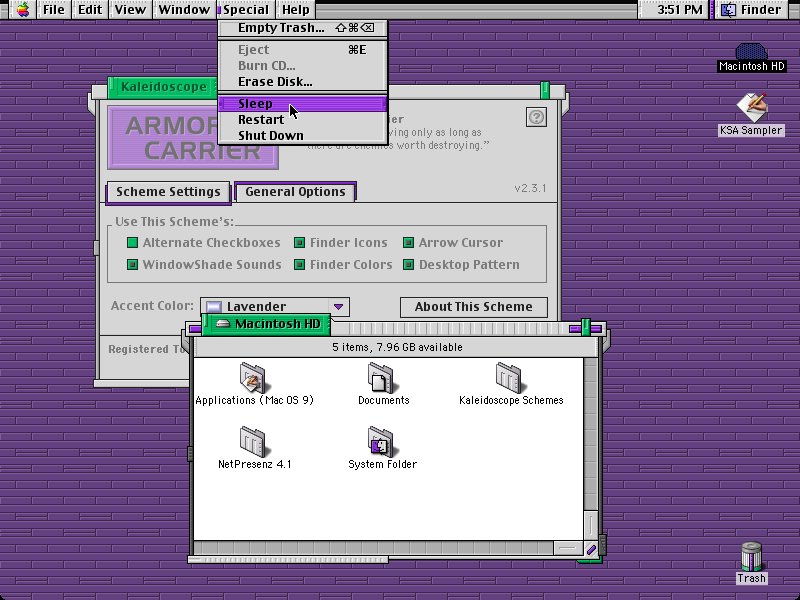 File Edit View Window Special Help 3:51 PM Finder
Empty Trash... ⇧⌘⌫
Eject ⌘E
Burn CD...
Erase Disk...
Sleep
Restart
Shut Down
Macintosh HD
KSA Sampler
Kaleidoscope
ARMOR
CARRIER
ving only as long as
there are enemies worth destroying.”
Scheme Settings General Options v2.3.1
Use This Scheme's:
Alternate Checkboxes Finder Icons Arrow Cursor
WindowShade Sounds Finder Colors Desktop Pattern
Accent Color: Lavender About This Scheme
Registered
Macintosh HD
5 items, 7.96 GB available
Applications (Mac OS 9) Documents Kaleidoscope Schemes
NetPresenz 4.1 System Folder
Trash